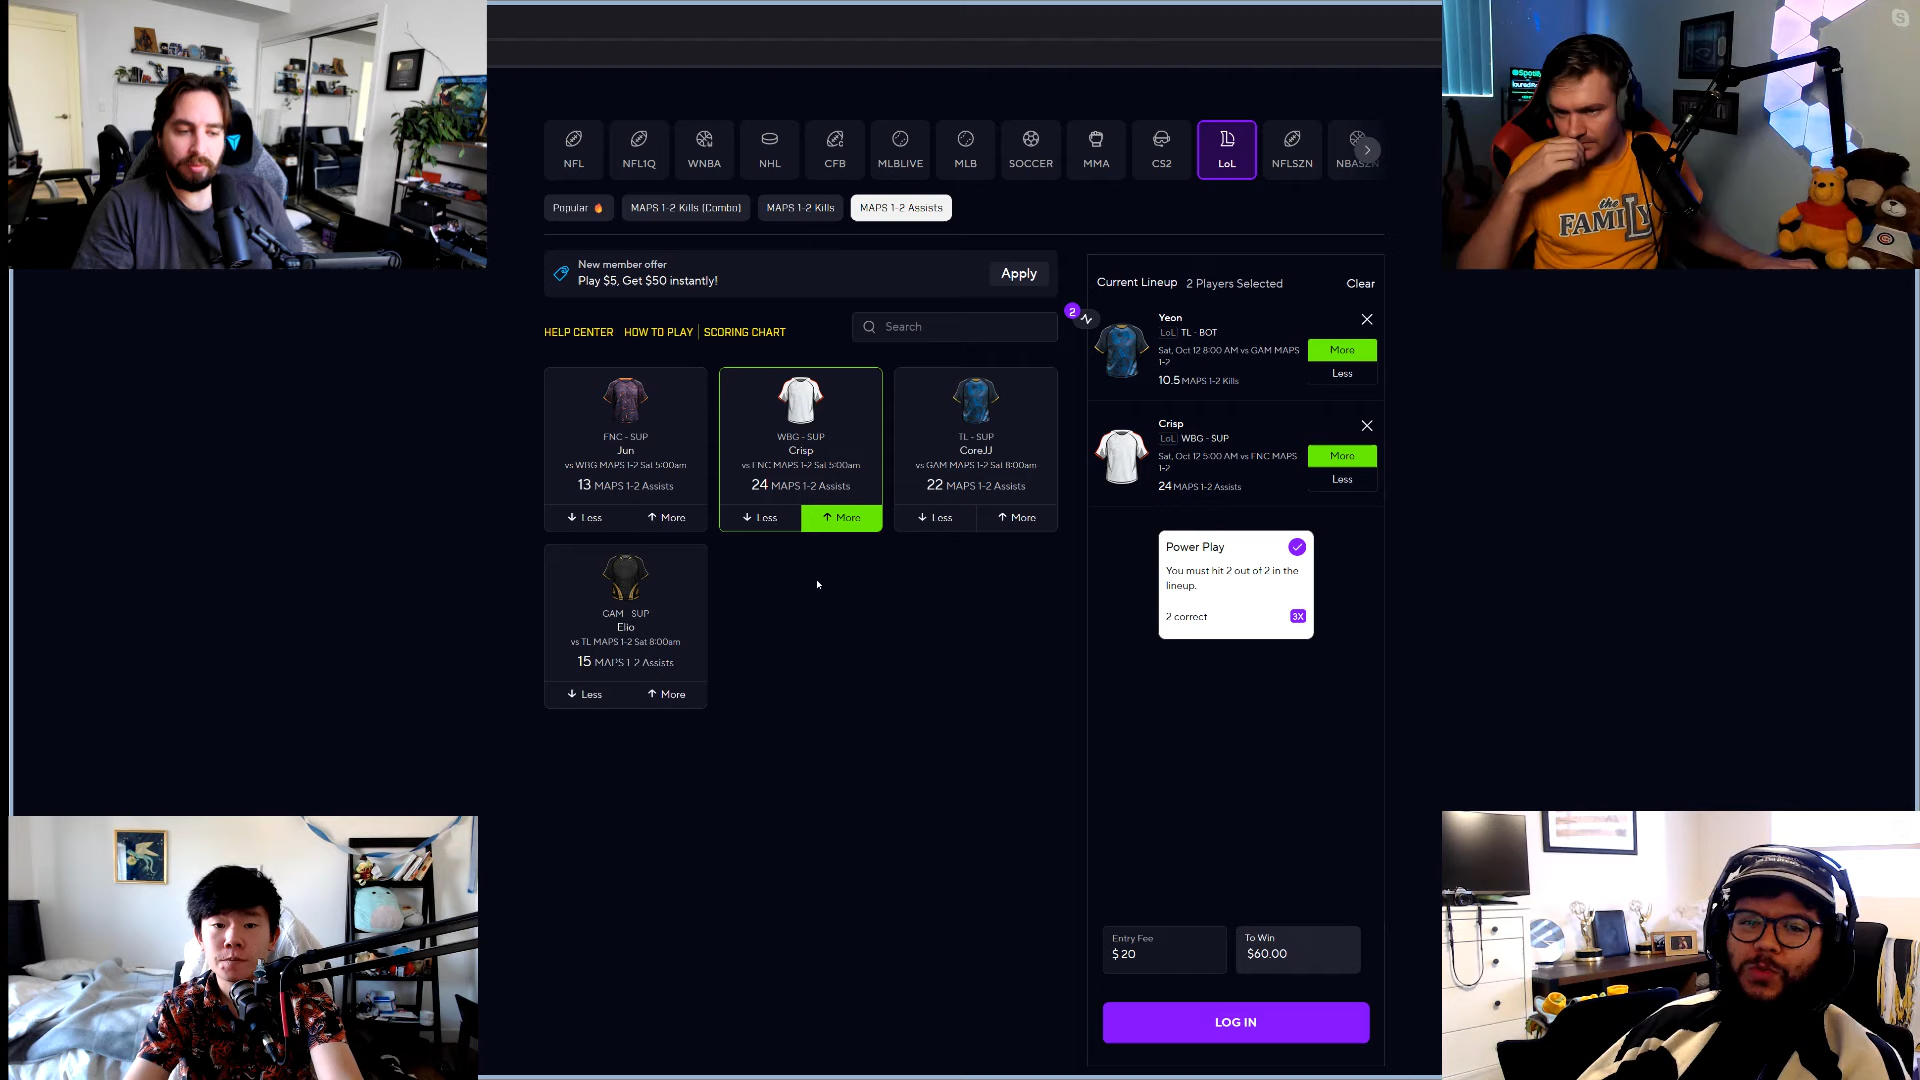 NFL
NFL1Q
WNBA
NHL
CFB
MLBLIVE
MLB
SOCCER
MMA
CS2
LoL
NFLSZN
NBASZN
Popular
MAPS 1-2 Kills (Combo)
MAPS 1-2 Kills
MAPS 1-2 Assists
New member offer
Play $5, Get $50 instantly!
Apply
HELP CENTER
HOW TO PLAY
SCORING CHART
Search
FNC - SUP
Jun
vs WBG MAPS 1-2 Sat 5:00am
13 MAPS 1-2 Assists
Less
More
WBG - SUP
Crisp
vs FNC MAPS 1-2 Sat 5:00am
24 MAPS 1-2 Assists
Less
More
TL - SUP
CoreJJ
vs GAM MAPS 1-2 Sat 8:00am
22 MAPS 1-2 Assists
Less
More
GAM - SUP
Elio
vs TL MAPS 1-2 Sat 8:00am
15 MAPS 1-2 Assists
Less
More
Current Lineup 2 Players Selected
Clear
2
Yeon
LoL TL - BOT
Sat, Oct 12 8:00 AM vs GAM MAPS
1-2
10.5 MAPS 1-2 Kills
More
Less
Crisp
LoL WBG - SUP
Sat, Oct 12 5:00 AM vs FNC MAPS
1-2
24 MAPS 1-2 Assists
More
Less
Power Play
You must hit 2 out of 2 in the
lineup.
2 correct
3X
Entry Fee
$ 20
To Win
$60.00
LOG IN
Spotify
the
FAMILY